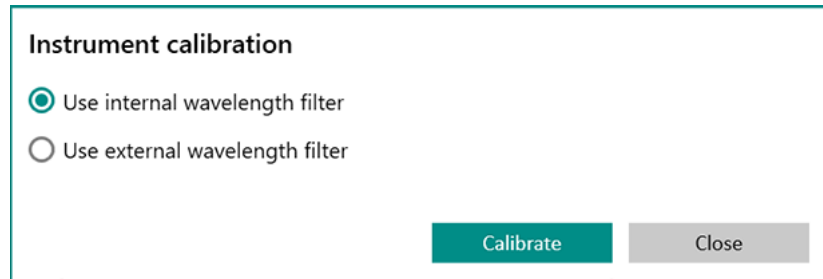 Instrument calibration
Use internal wavelength filter
Use external wavelength filter
Calibrate Close